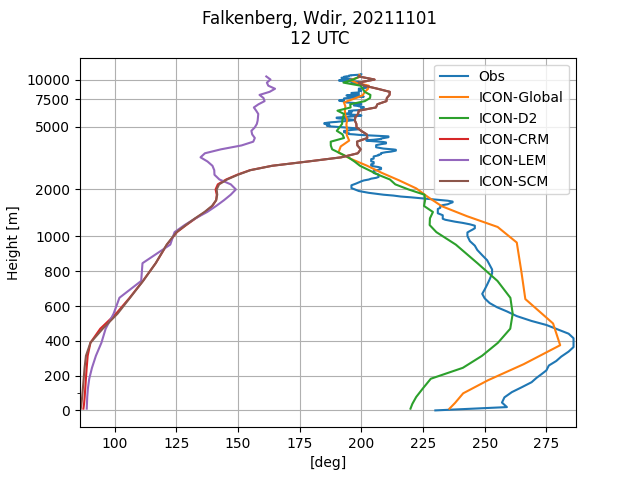 Falkenberg, Wdir, 20211101
12 UTC
Obs
ICON-Global
ICON-D2
ICON-CRM
ICON-LEM
ICON-SCM
Height [m]
10000
7500
5000
2000
1000
800
600
400
200
0
100 125 150 175 200 225 250 275
[deg]